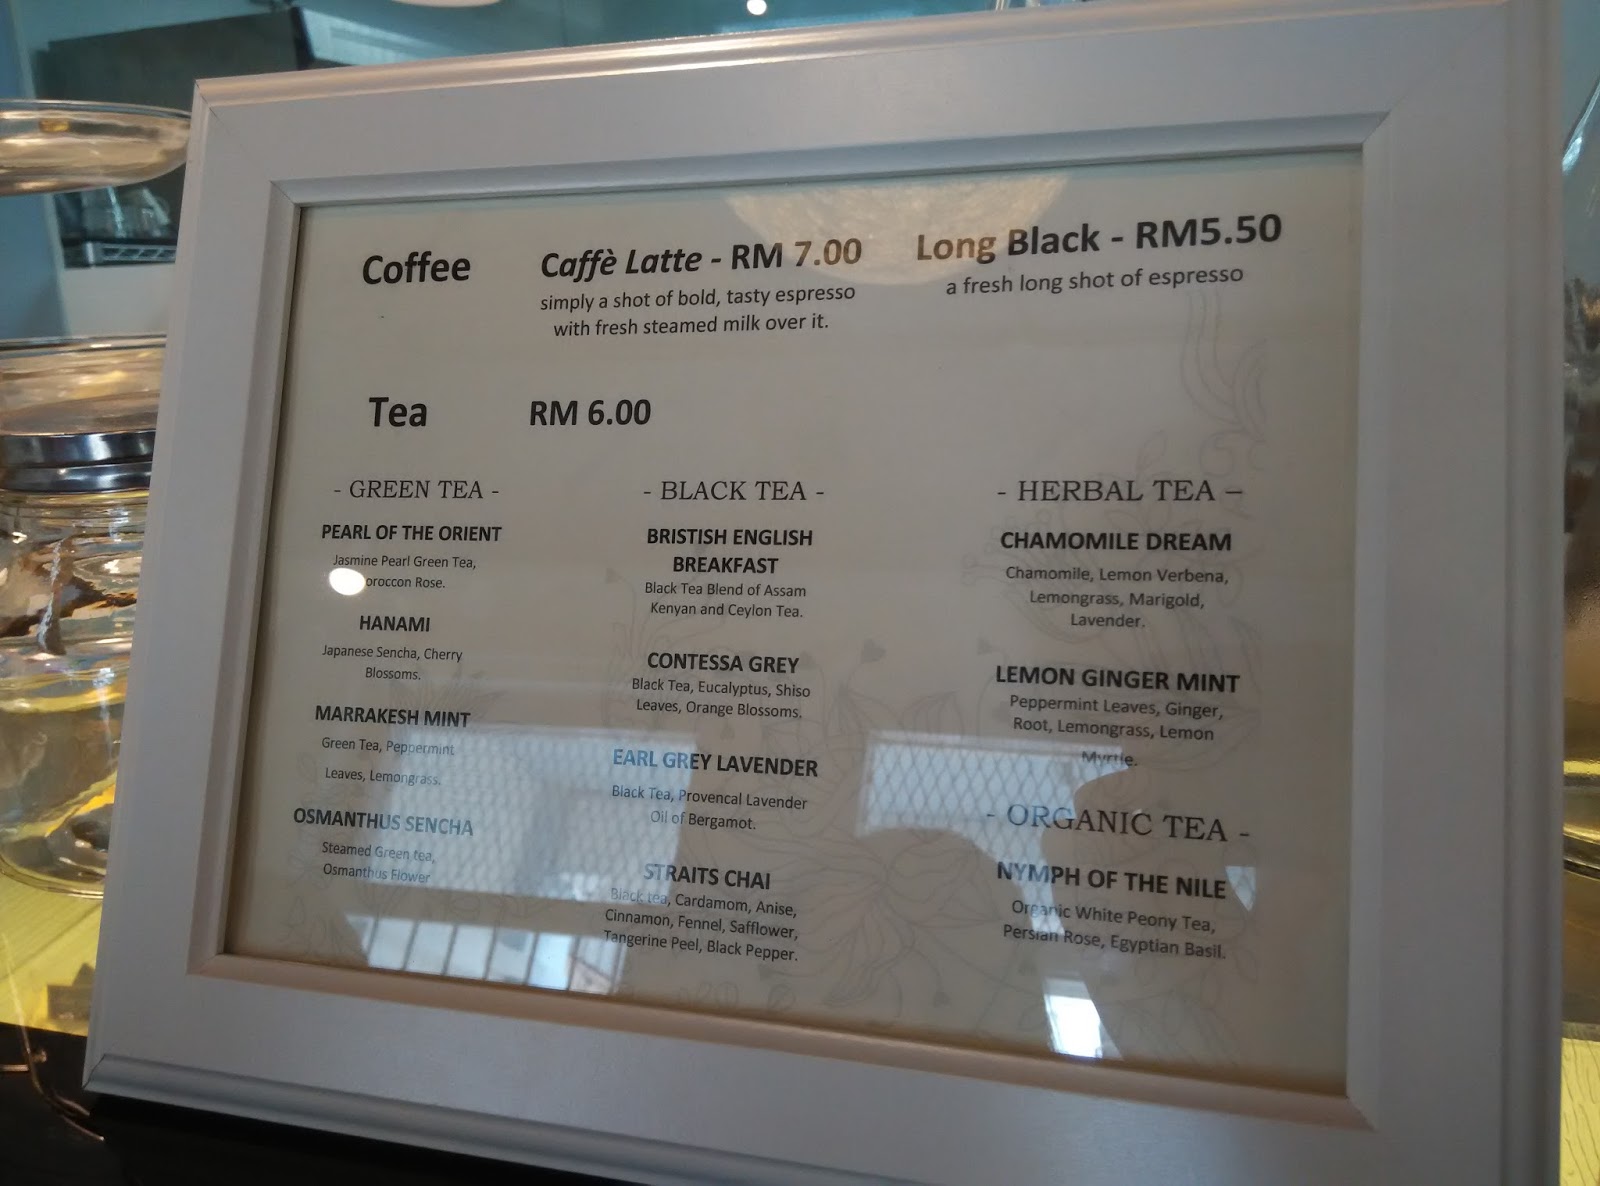 Coffee
Caffè Latte - RM 7.00
simply a shot of bold, tasty espresso
with fresh steamed milk over it.
Long Black - RM5.50
a fresh long shot of espresso
Tea RM 6.00
- GREEN TEA -
PEARL OF THE ORIENT
Jasmine Pearl Green Tea,
Rose.
HANAMI
Japanese Sencha, Cherry
Blossoms.
MARRAKESH MINT
Green Tea, Peppermint
Leaves, Lemongrass.
OSMANTHUS SENCHA
Steamed Green tea,
Osmanthus Flower
- BLACK TEA -
BRISTISH ENGLISH
BREAKFAST
Black Tea Blend of Assam
Kenyan and Ceylon Tea.
CONTESSA GREY
Black Tea, Eucalyptus, Shiso
Leaves, Orange Blossoms.
EARL GREY LAVENDER
Black Tea, Provencal Lavender
Oil of Bergamot.
STRAITS CHAI
Black tea, Cardamom, Anise,
Cinnamon, Fennel, Safflower,
Tangerine Peel, Black Pepper.
- HERBAL TEA –
CHAMOMILE DREAM
Chamomile, Lemon Verbena,
Lemongrass, Marigold,
Lavender.
LEMON GINGER MINT
Peppermint Leaves, Ginger,
Root, Lemongrass, Lemon
Myrtle.
- ORGANIC TEA -
NYMPH OF THE NILE
Organic White Peony Tea,
Persian Rose, Egyptian Basil.